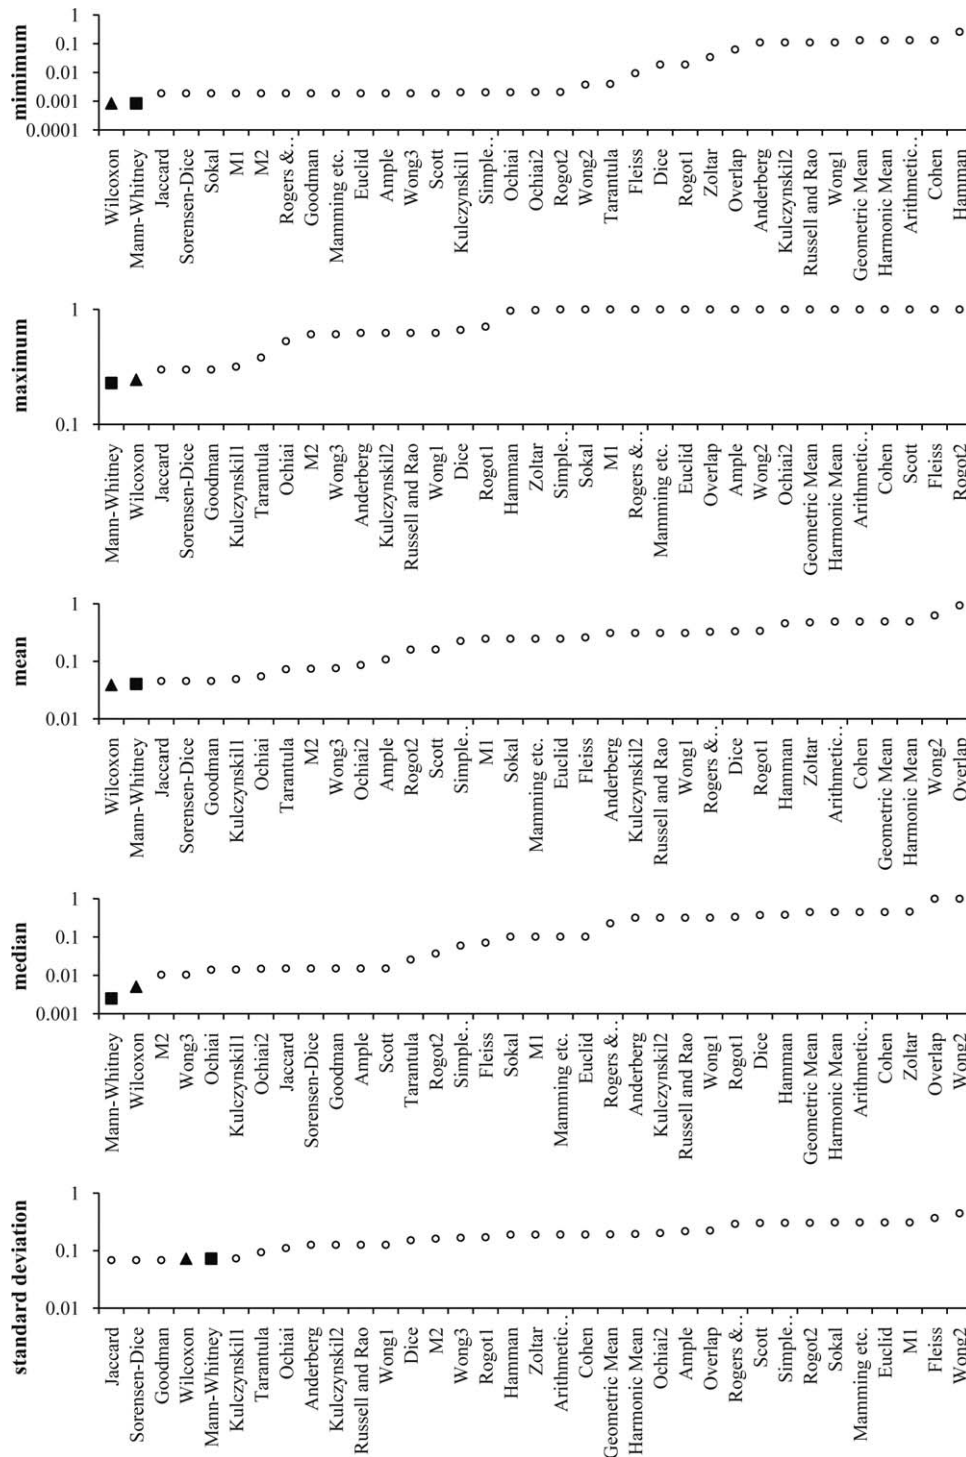 mimimum
1
0.1
0.01
0.001
0.0001
Wilcoxon
Mann-Whitney
Jaccard
Sorensen-Dice
Sokal
M1
M2
Rogers &..
Goodman
Mamming etc.
Euclid
Ample
Wong3
Scott
Kulczynskil1
Simple..
Ochiai
Ochiai2
Rogot2
Wong2
Tarantula
Fleiss
Dice
Rogot1
Zoltar
Overlap
Anderberg
Kulczynskil2
Russell and Rao
Wong1
Geometric Mean
Harmonic Mean
Arithmetic..
Cohen
Hamman
maximum
1
0.1
Mann-Whitney
Wilcoxon
Jaccard
Sorensen-Dice
Goodman
Kulczynskil1
Tarantula
Ochiai
M2
Wong3
Anderberg
Kulczynskil2
Russell and Rao
Wong1
Dice
Rogot1
Hamman
Zoltar
Simple..
Sokal
M1
Rogers &..
Mamming etc.
Euclid
Overlap
Ample
Wong2
Ochiai2
Geometric Mean
Harmonic Mean
Arithmetic..
Cohen
Scott
Fleiss
Rogot2
mean
1
0.1
0.01
Wilcoxon
Mann-Whitney
Jaccard
Sorensen-Dice
Goodman
Kulczynskil1
Ochiai
Tarantula
M2
Wong3
Ochiai2
Ample
Rogot2
Scott
Simple..
M1
Sokal
Mamming etc.
Euclid
Fleiss
Anderberg
Kulczynskil2
Russell and Rao
Wong1
Rogers &..
Dice
Rogot1
Hamman
Zoltar
Arithmetic..
Cohen
Geometric Mean
Harmonic Mean
Wong2
Overlap
median
1
0.1
0.01
0.001
Mann-Whitney
Wilcoxon
M2
Wong3
Ochiai
Kulczynskil1
Ochiai2
Jaccard
Sorensen-Dice
Goodman
Ample
Scott
Tarantula
Rogot2
Simple..
Fleiss
Sokal
M1
Mamming etc.
Euclid
Rogers &..
Anderberg
Kulczynskil2
Russell and Rao
Wong1
Rogot1
Dice
Hamman
Geometric Mean
Harmonic Mean
Arithmetic..
Cohen
Zoltar
Overlap
Wong2
standard deviation
1
0.1
0.01
Jaccard
Sorensen-Dice
Goodman
Wilcoxon
Mann-Whitney
Kulczynskil1
Tarantula
Ochiai
Anderberg
Kulczynskil2
Russell and Rao
Wong1
Dice
M2
Wong3
Rogot1
Hamman
Zoltar
Arithmetic..
Cohen
Geometric Mean
Harmonic Mean
Ochiai2
Ample
Overlap
Rogers &..
Scott
Simple..
Rogot2
Sokal
Mamming etc.
Euclid
M1
Fleiss
Wong2